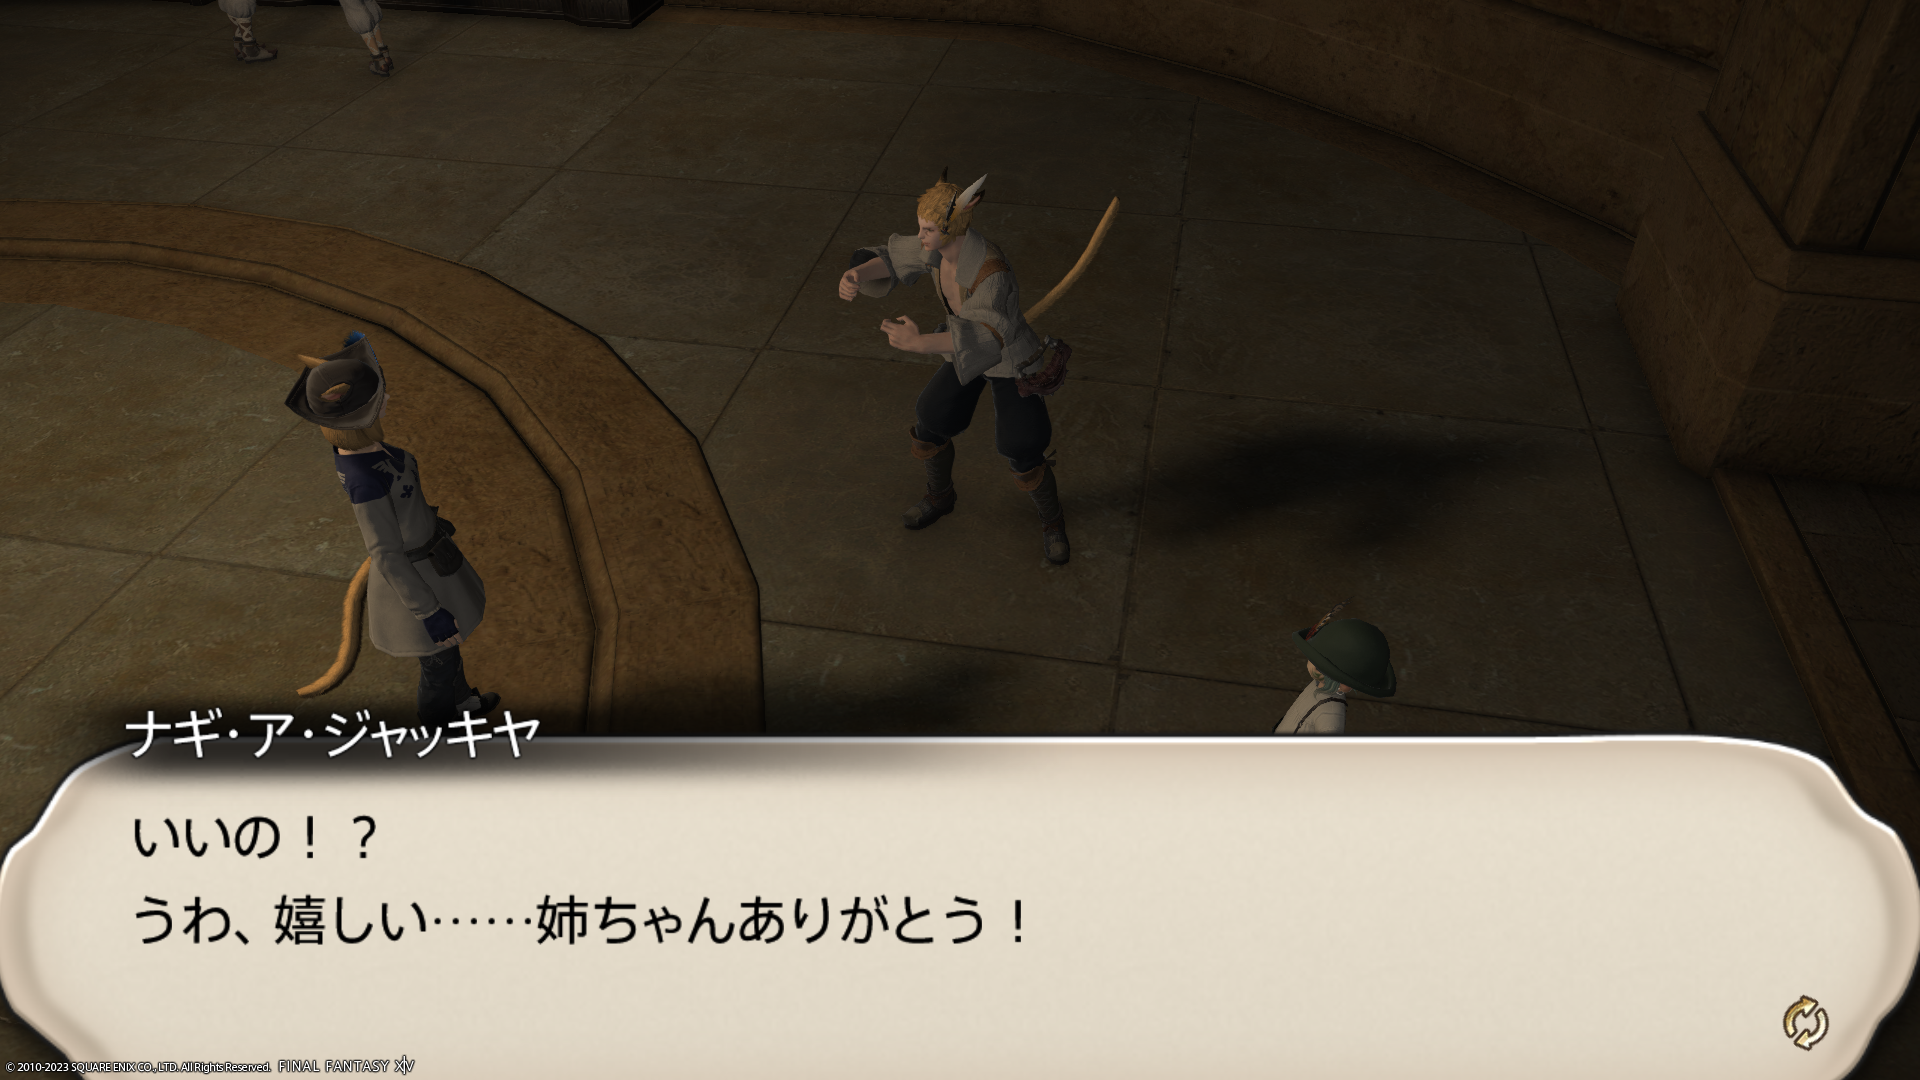 ナギ・ア・ジャッキヤ
いいの！？
うわ、嬉しい……姉ちゃんありがとう！
© 2010-2023 SQUARE ENIX CO., LTD. All Rights Reserved. FINAL FANTASY XIV